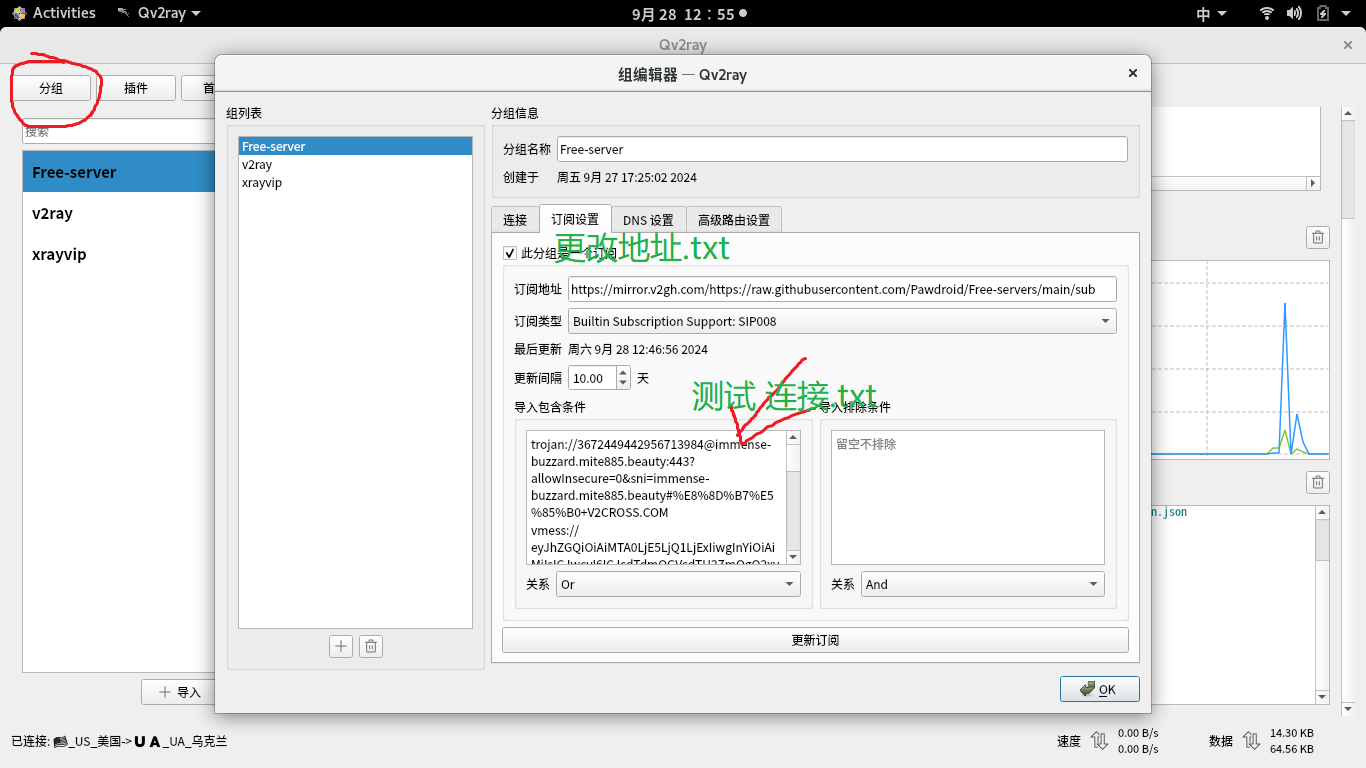 Activities
Qv2ray
9月 28 12：55
中
Qv2ray
分组
插件
首
搜索
Free-server
v2ray
xrayvip
导入
组编辑器 — Qv2ray
组列表
Free-server
v2ray
xrayvip
分组信息
分组名称 Free-server
创建于 周五 9月 27 17:25:02 2024
连接 订阅设置 DNS 设置 高级路由设置
更改地址.txt
此分组是一个订阅
订阅地址 https://mirror.v2gh.com/https://raw.githubusercontent.com/Pawdroid/Free-servers/main/sub
订阅类型 Builtin Subscription Support: SIP008
最后更新 周六 9月 28 12:46:56 2024
更新间隔 10.00 天
测试 连接.txt
导入包含条件
导入排除条件
trojan://3672449442956713984@immense-
buzzard.mite885.beauty:443?
allowInsecure=0&sni=immense-
buzzard.mite885.beauty#%E8%8D%B7%E5
%85%B0+V2CROSS.COM
vmess://
eyJhZGQiOiAiMTA0LjE5LjQ1LjExIiwgInYiOiAi
留空不排除
关系 Or
关系 And
更新订阅
OK
n.json
已连接: _US_美国->U A_UA_乌克兰
速度 0.00 B/s
0.00 B/s
数据 14.30 KB
64.56 KB